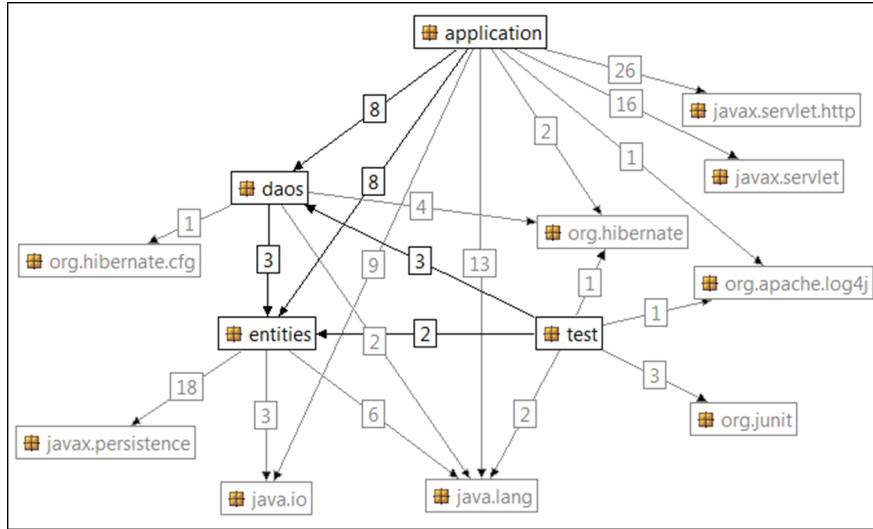 application
26
javax.servlet.http
16
8
2
1
javax.servlet
8
daos
4
1
org.hibernate
org.hibernate.cfg
3
9
3
13
1
org.apache.log4j
1
entities
2
2
test
18
3
6
2
3
javax.persistence
org.junit
java.io
java.lang